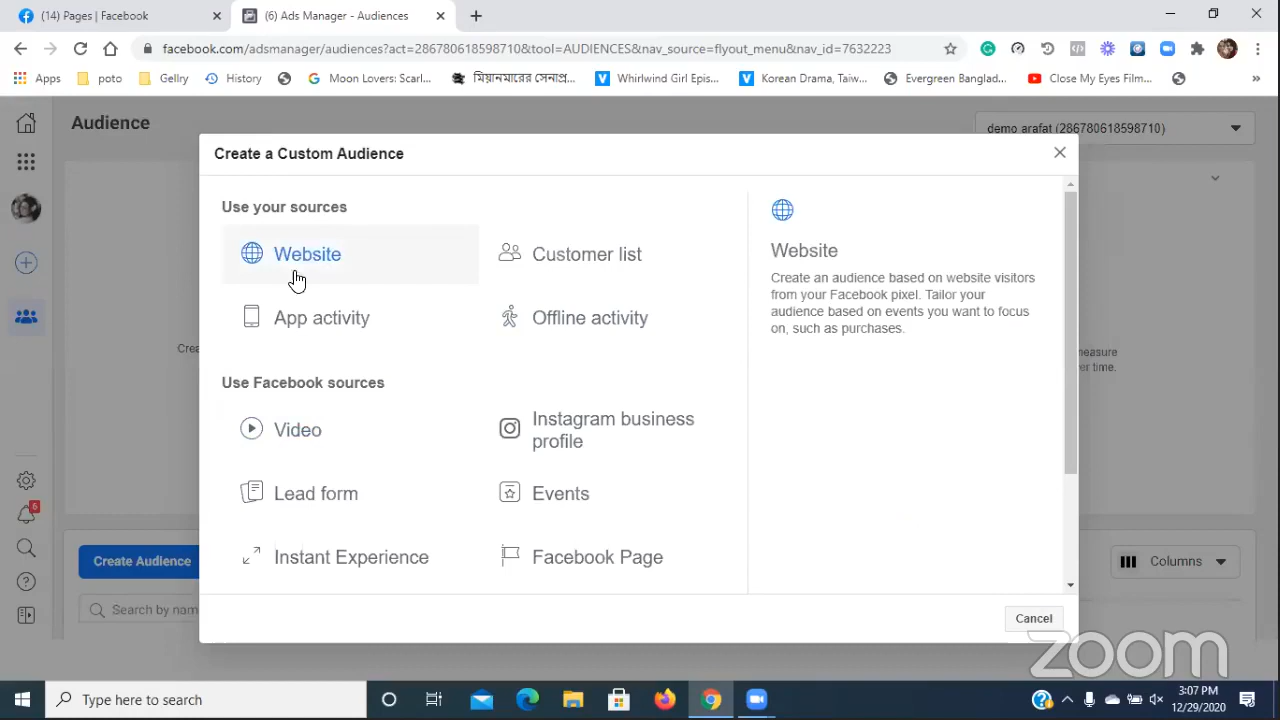 (14) Pages | Facebook
(6) Ads Manager - Audiences
facebook.com/adsmanager/audiences?act=286780618598710&tool=AUDIENCES&nav_source=flyout_menu&nav_id=7632223
Apps
poto
Gellry
History
Moon Lovers: Scarl...
মিয়ানমারের সেনাপ্র...
Whirlwind Girl Epis...
Korean Drama, Taiw...
Evergreen Banglad...
Close My Eyes Film...
»
Audience
demo arafat (286780618598710)
Create a Custom Audience
Use your sources
Website
Customer list
App activity
Offline activity
Use Facebook sources
Video
Instagram business
profile
Lead form
Events
Instant Experience
Facebook Page
Website
Create an audience based on website visitors
from your Facebook pixel. Tailor your
audience based on events you want to focus
on, such as purchases.
Crea
measure
er time.
6
Create Audience
Columns
Search by nam
Cancel
zoom
Type here to search
3:07 PM
12/29/2020